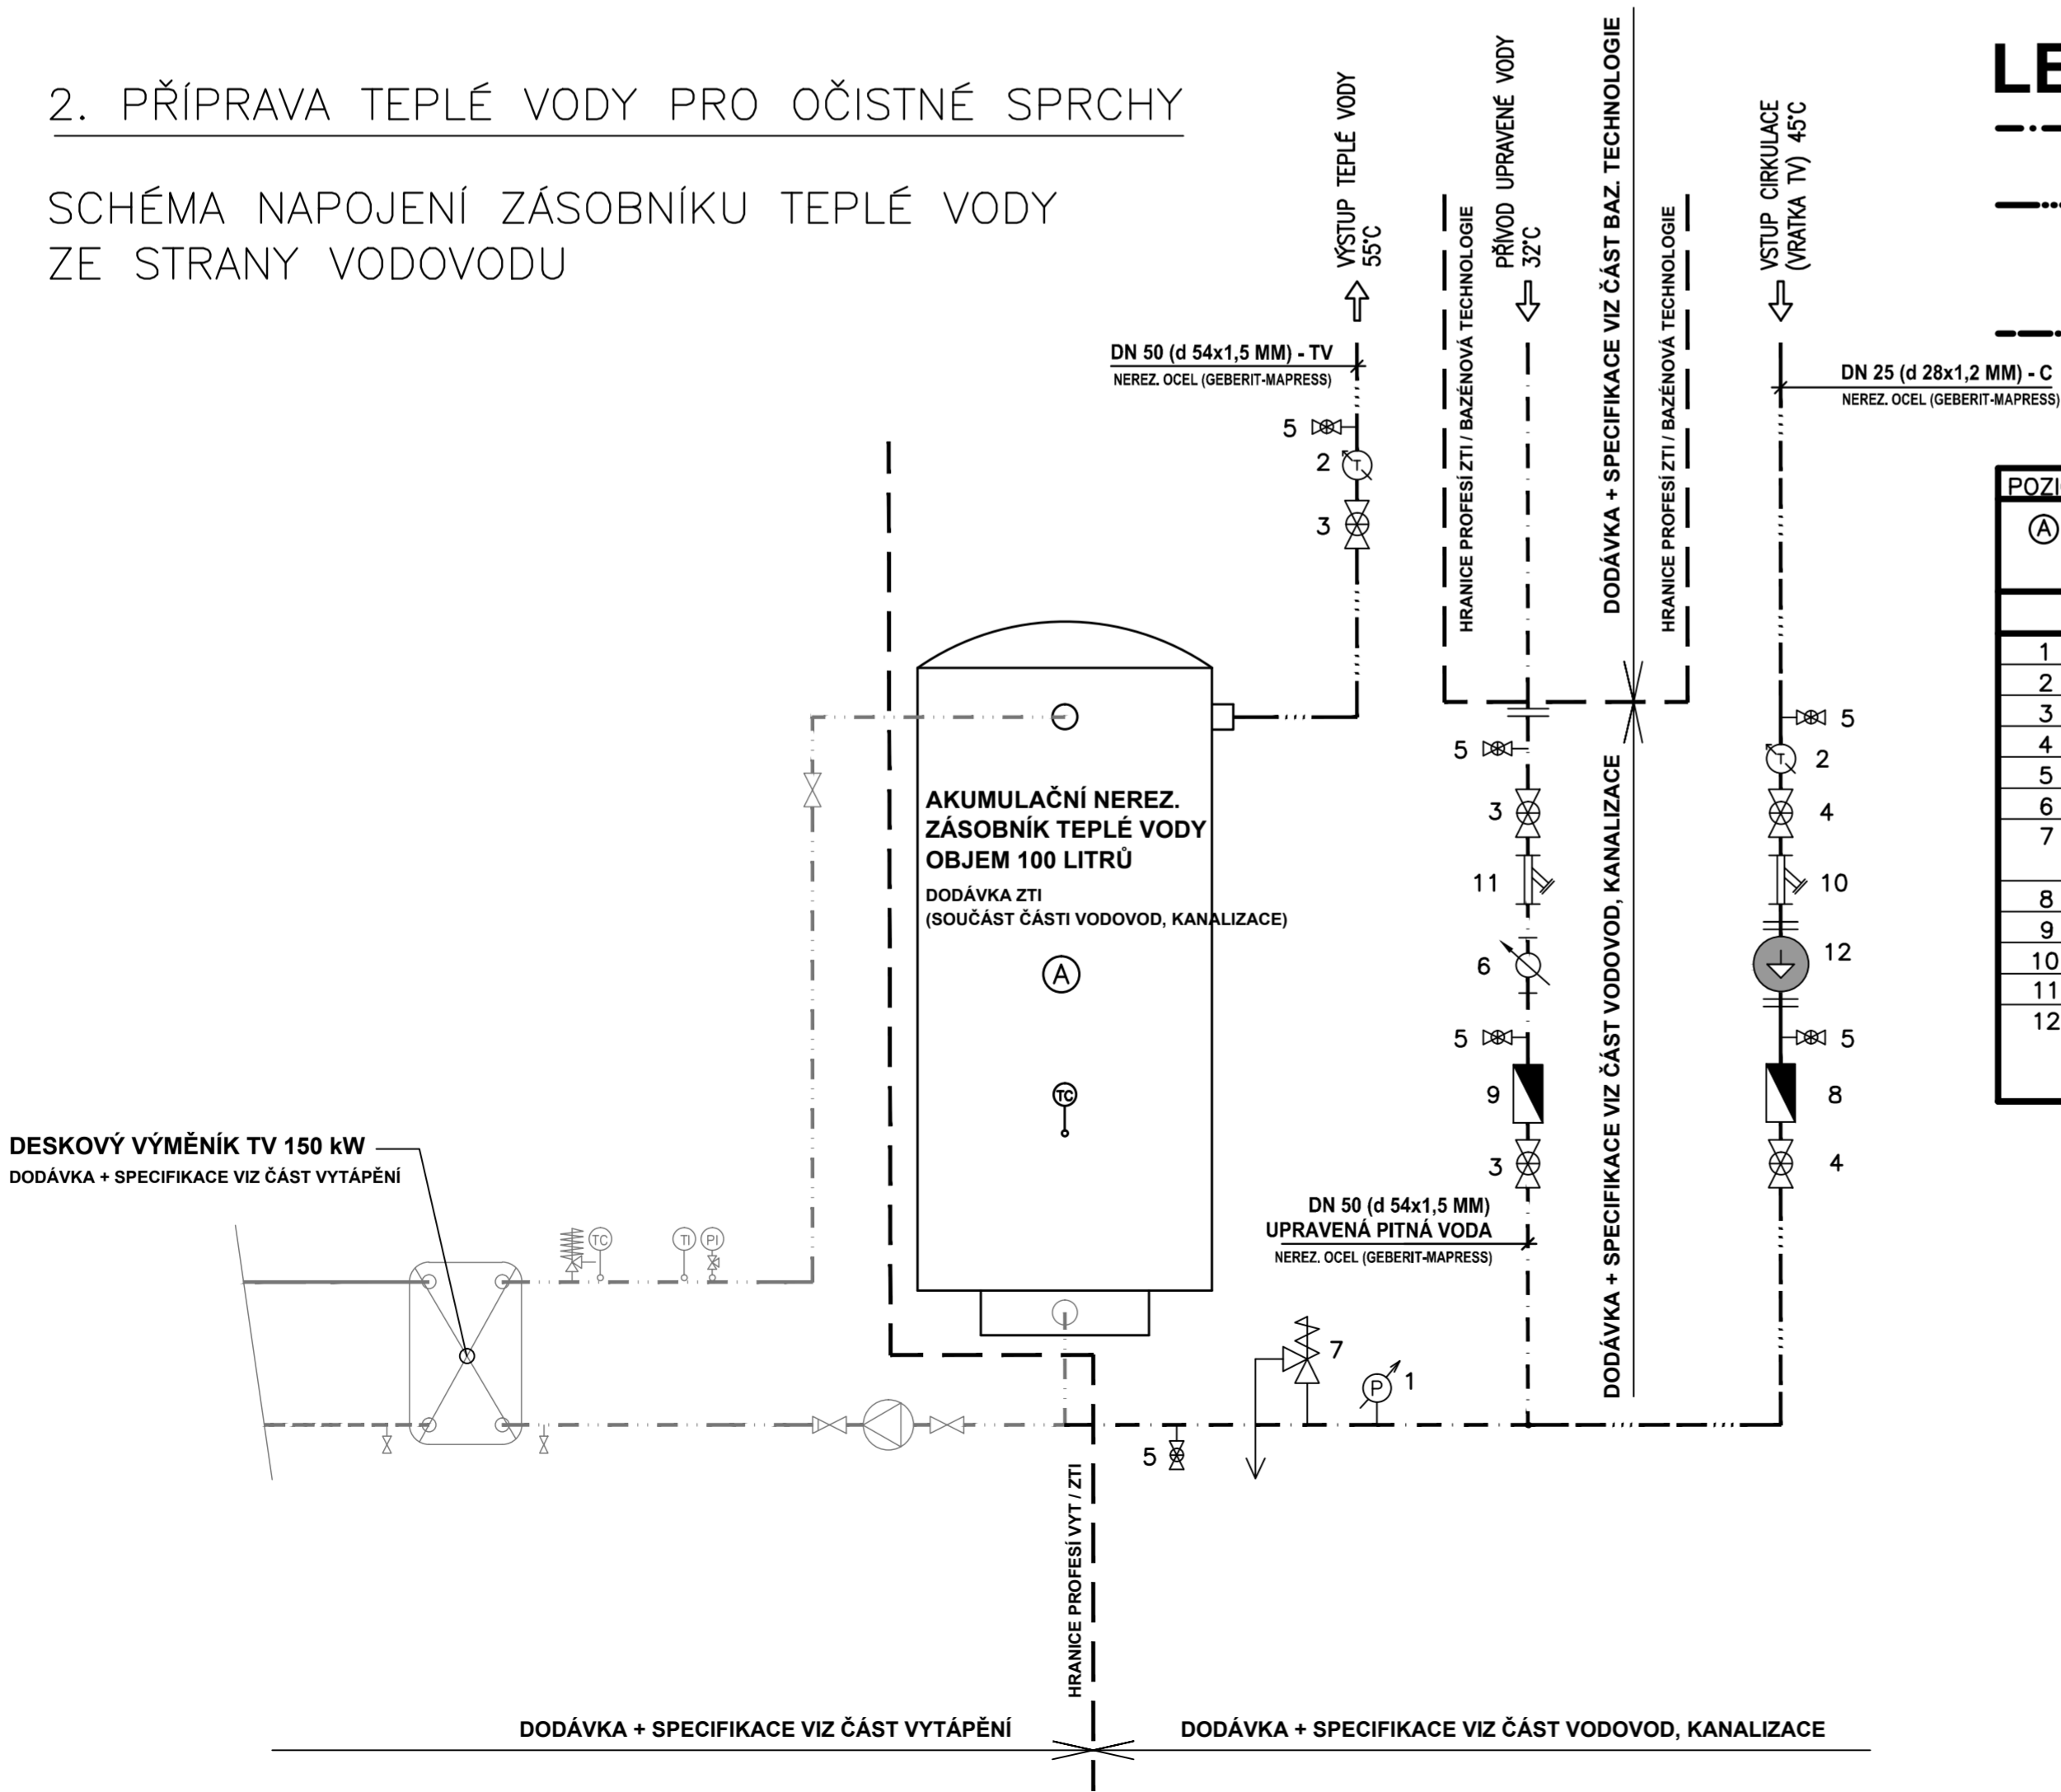 2. PŘÍPRAVA TEPLÉ VODY PRO OČISTNÉ SPRCHY
SCHÉMA NAPOJENÍ ZÁSOBNÍKU TEPLÉ VODY
ZE STRANY VODOVODU
VÝSTUP TEPLÉ VODY
55°C
HRANICE PROFESÍ ZTI / BAZÉNOVÁ TECHNOLOGIE
PŘÍVOD UPRAVENÉ VODY
32°C
DODÁVKA + SPECIFIKACE VIZ ČÁST BAZ. TECHNOLOGIE
HRANICE PROFESÍ ZTI / BAZÉNOVÁ TECHNOLOGIE
VSTUP CIRKULACE
(VRATKA TV) 45°C
LE
DN 50 (d 54x1,5 MM) - TV
NEREZ. OCEL (GEBERIT-MAPRESS)
DN 25 (d 28x1,2 MM) - C
NEREZ. OCEL (GEBERIT-MAPRESS)
5
2
T
3
POZI
A
1
2
3
4
5
6
7
8
9
10
11
12
AKUMULAČNÍ NEREZ.
ZÁSOBNÍK TEPLÉ VODY
OBJEM 100 LITRŮ
DODÁVKA ZTI
(SOUČÁST ČÁSTI VODOVOD, KANALIZACE)
A
TC
5
3
11
6
5
9
3
DODÁVKA + SPECIFIKACE VIZ ČÁST VODOVOD, KANALIZACE
5
T
2
4
10
12
5
8
4
DN 50 (d 54x1,5 MM)
UPRAVENÁ PITNÁ VODA
NEREZ. OCEL (GEBERIT-MAPRESS)
DESKOVÝ VÝMĚNÍK TV 150 kW
DODÁVKA + SPECIFIKACE VIZ ČÁST VYTÁPĚNÍ
TC
TI
PI
7
P
1
5
HRANICE PROFESÍ VYT / ZTI
DODÁVKA + SPECIFIKACE VIZ ČÁST VYTÁPĚNÍ
DODÁVKA + SPECIFIKACE VIZ ČÁST VODOVOD, KANALIZACE